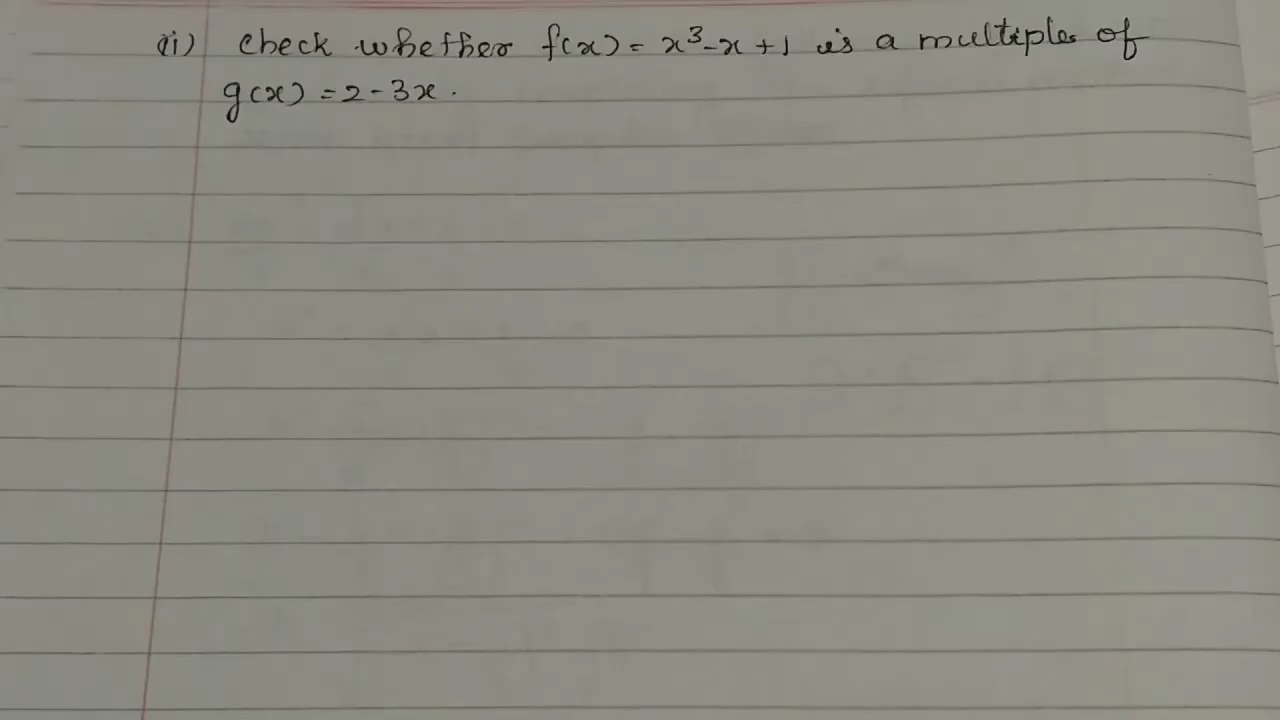 (ii) Check whether f(x) = x³-x+1 is a multiples of
g(x) = 2-3x.